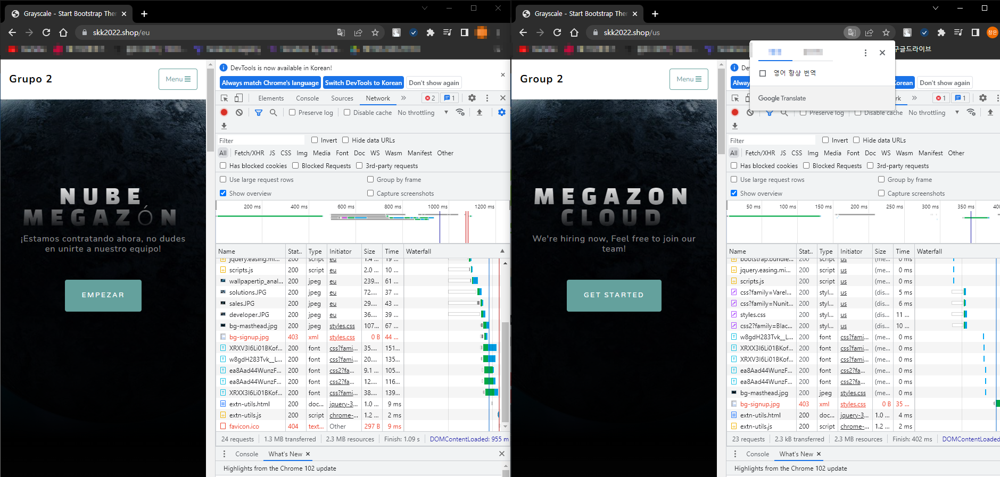 Grayscale - Start Bootstrap Ther
skk2022.shop/eu
Grupo 2
Menu
NUBE
MEGAZÓN
¡Estamos contratando ahora, no dudes
en unirte a nuestro equipo!
EMPEZAR
DevTools is now available in Korean!
Always match Chrome's language
Switch DevTools to Korean
Don't show again
Elements Console Sources Network 2 1
Preserve log Disable cache No throttling
Filter Invert Hide data URLs
All Fetch/XHR JS CSS Img Media Font Doc WS Wasm Manifest Other
Has blocked cookies Blocked Requests 3rd-party requests
Use large request rows Group by frame
Show overview Capture screenshots
200 ms 400 ms 600 ms 800 ms 1000 ms 1200 ms
Name Stat.. Type Initiator Size Time Waterfall
jquery.easing.mi... 200 script eu 1.4 ... 19 ...
scripts.js 200 script eu 2.0 ... 10 ...
wallpapertip_anal... 200 jpeg eu 239... 61 ...
solutions.JPG 200 jpeg eu 72.... 37 ...
sales.JPG 200 jpeg eu 29.... 43 ...
developer.JPG 200 jpeg eu 36.... 39 ...
bg-masthead.jpg 200 jpeg styles.css 107... 67 ...
bg-signup.jpg 403 xml styles.css 0 B 44 ...
XRXV3I6Li01BKof... 200 font css?fami... 35.... 151...
w8gdH283Tvk__L... 200 font css?fami... 20.... 135...
ea8Aad44WunzF... 200 font css2?fa... 9.1 ... 105...
ea8Aad44WunzF... 200 font css2?fa... 12.... 116...
XRXX3I6Li01BKof... 200 font css?fami... 38.... 139...
extn-utils.html 200 doc... jquery-3... 1.0 ... 9 ms
extn-utils.js 200 script chrome-... 1.2 ... 2 ms
favicon.ico 404 text... Other 297 B 9 ms
24 requests 1.3 MB transferred 2.3 MB resources Finish: 1.09 s DOMContentLoaded: 955 m
Console What's New
Highlights from the Chrome 102 update
Grayscale - Start Bootstrap Ther
skk2022.shop/us
창은
구글드라이브
영어 항상 번역
Google Translate
Group 2
Menu
MEGAZON
CLOUD
We're hiring now, Feel free to join our
team!
GET STARTED
De
Alway
Korean
Don't show again
rk 1 1
Preserve log Disable cache No throttling
Filter Invert Hide data URLs
All Fetch/XHR JS CSS Img Media Font Doc WS Wasm Manifest Other
Has blocked cookies Blocked Requests 3rd-party requests
Use large request rows Group by frame
Show overview Capture screenshots
50 ms 100 ms 150 ms 200 ms 250 ms 300 ms 350 ms 400
Name Stat.. Type Initiator Size Time Waterfall
bootstrap.bundle... 200 script us (me... 0 ms
jquery.easing.mi... 200 script us (me... 0 ms
scripts.js 200 script us (me... 0 ms
css?family=Varel... 200 styl... us (dis... 5 ms
css?family=Nunit... 200 styl... us (dis... 6 ms
styles.css 200 styl... us (dis... 11 ...
css2?family=Blac... 200 styl... us (dis... 10 ...
w8gdH283Tvk__L... 200 font css?fami... (me... 0 ms
XRXX3I6Li01BKof... 200 font css?fami... (me... 0 ms
XRXV3I6Li01BKof... 200 font css?fami... (me... 0 ms
ea8Aad44WunzF... 200 font css2?fa... (me... 0 ms
ea8Aad44WunzF... 200 font css2?fa... (me... 0 ms
bg-masthead.jpg 200 jpeg styles.css (me... 0 ms
bg-signup.jpg 403 xml styles.css 0 B 35 ...
extn-utils.html 200 doc... jquery-3... 1.0 ... 4 ms
extn-utils.js 200 script chrome-... 1.2 ... 2 ms
23 requests 2.3 kB transferred 2.3 MB resources Finish: 402 ms DOMContentLoaded
Console What's New
Highlights from the Chrome 102 update